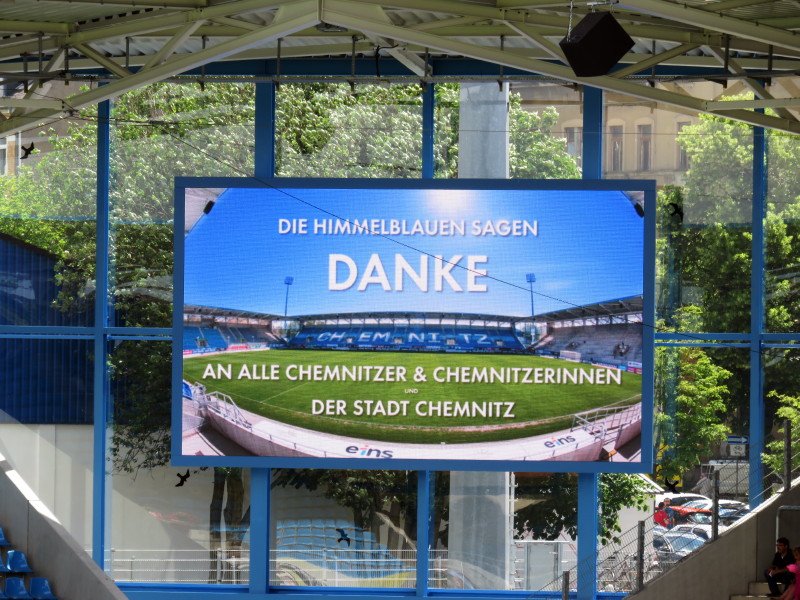 DIE HIMMELBLAUEN SAGEN
DANKE
CHEMNITZ
AN ALLE CHEMNITZER & CHEMNITZERINNEN
UND
DER STADT CHEMNITZ
eins
eins